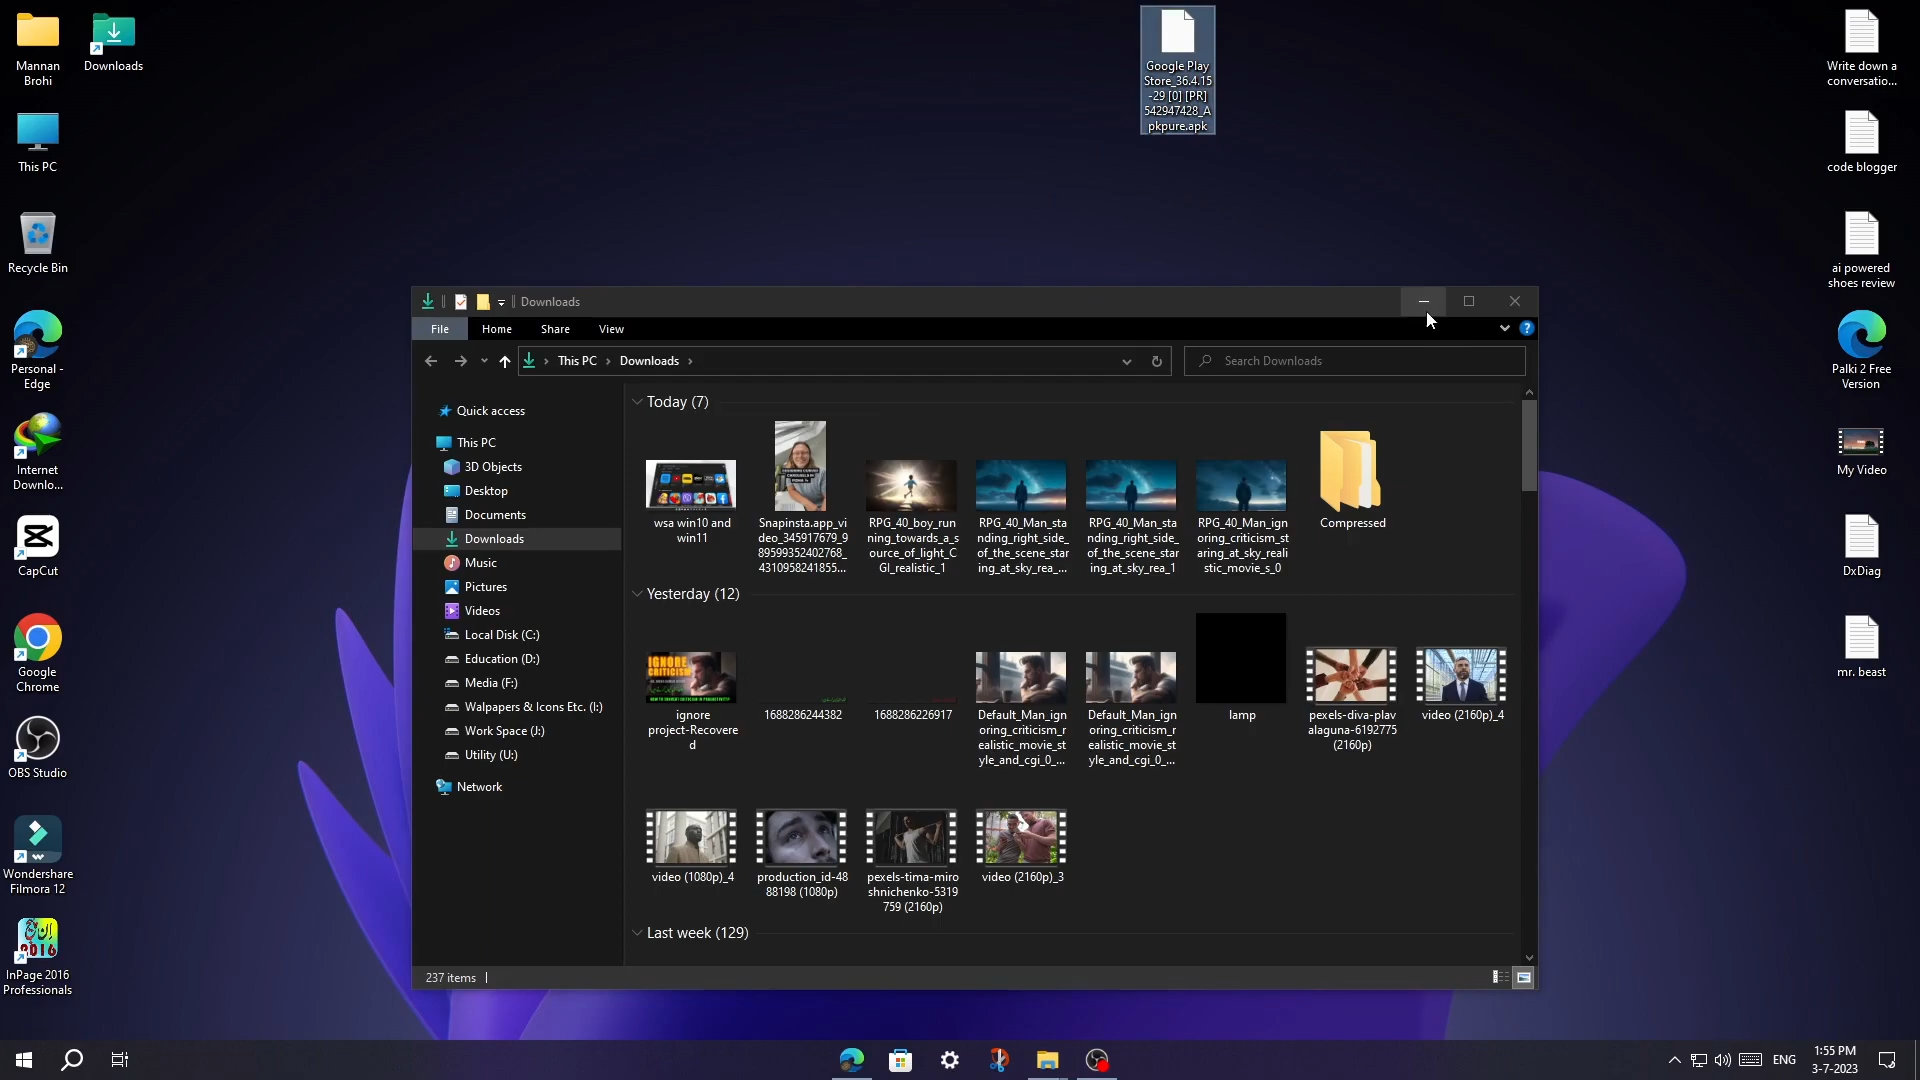 Mannan
Brohi
Downloads
This PC
Recycle Bin
Personal -
Edge
Internet
Downlo...
CapCut
Google
Chrome
OBS Studio
Wondershare
Filmora 12
2016
InPage 2016
Professionals
Google Play
Store_36.4.15
-29 [0] [PR]
542947428_A
pkpure.apk
Write down a
conversatio...
code blogger
ai powered
shoes review
Palki 2 Free
Version
My Video
DxDiag
mr. beast
Downloads
File Home Share View
This PC Downloads
Search Downloads
Quick access
This PC
3D Objects
Desktop
Documents
Downloads
Music
Pictures
Videos
Local Disk (C:)
Education (D:)
Media (F:)
Walpapers & Icons Etc. (I:)
Work Space (J:)
Utility (U:)
Network
Today (7)
wsa win10 and
win11
Snapinsta.app_vi
deo_345917679_9
89599352402768_
4310958241855...
RPG_40_boy_run
ning_towards_a_s
ource_of_light_C
GI_realistic_1
RPG_40_Man_sta
nding_right_side_
of_the_scene_star
ing_at_sky_rea_...
RPG_40_Man_sta
nding_right_side_
of_the_scene_star
ing_at_sky_rea_1
RPG_40_Man_ign
oring_criticism_st
aring_at_sky_reali
stic_movie_s_0
Compressed
Yesterday (12)
IGNORE
CRITICISM
ignore
project-Recovere
d
1688286244382
1688286226917
Default_Man_ign
oring_criticism_r
ealistic_movie_st
yle_and_cgi_0_...
Default_Man_ign
oring_criticism_r
ealistic_movie_st
yle_and_cgi_0_...
lamp
pexels-diva-plav
alaguna-6192775
(2160p)
video (2160p)_4
video (1080p)_4
production_id-48
88198 (1080p)
pexels-tima-miro
shnichenko-5319
759 (2160p)
video (2160p)_3
Last week (129)
237 items
ENG
1:55 PM
3-7-2023